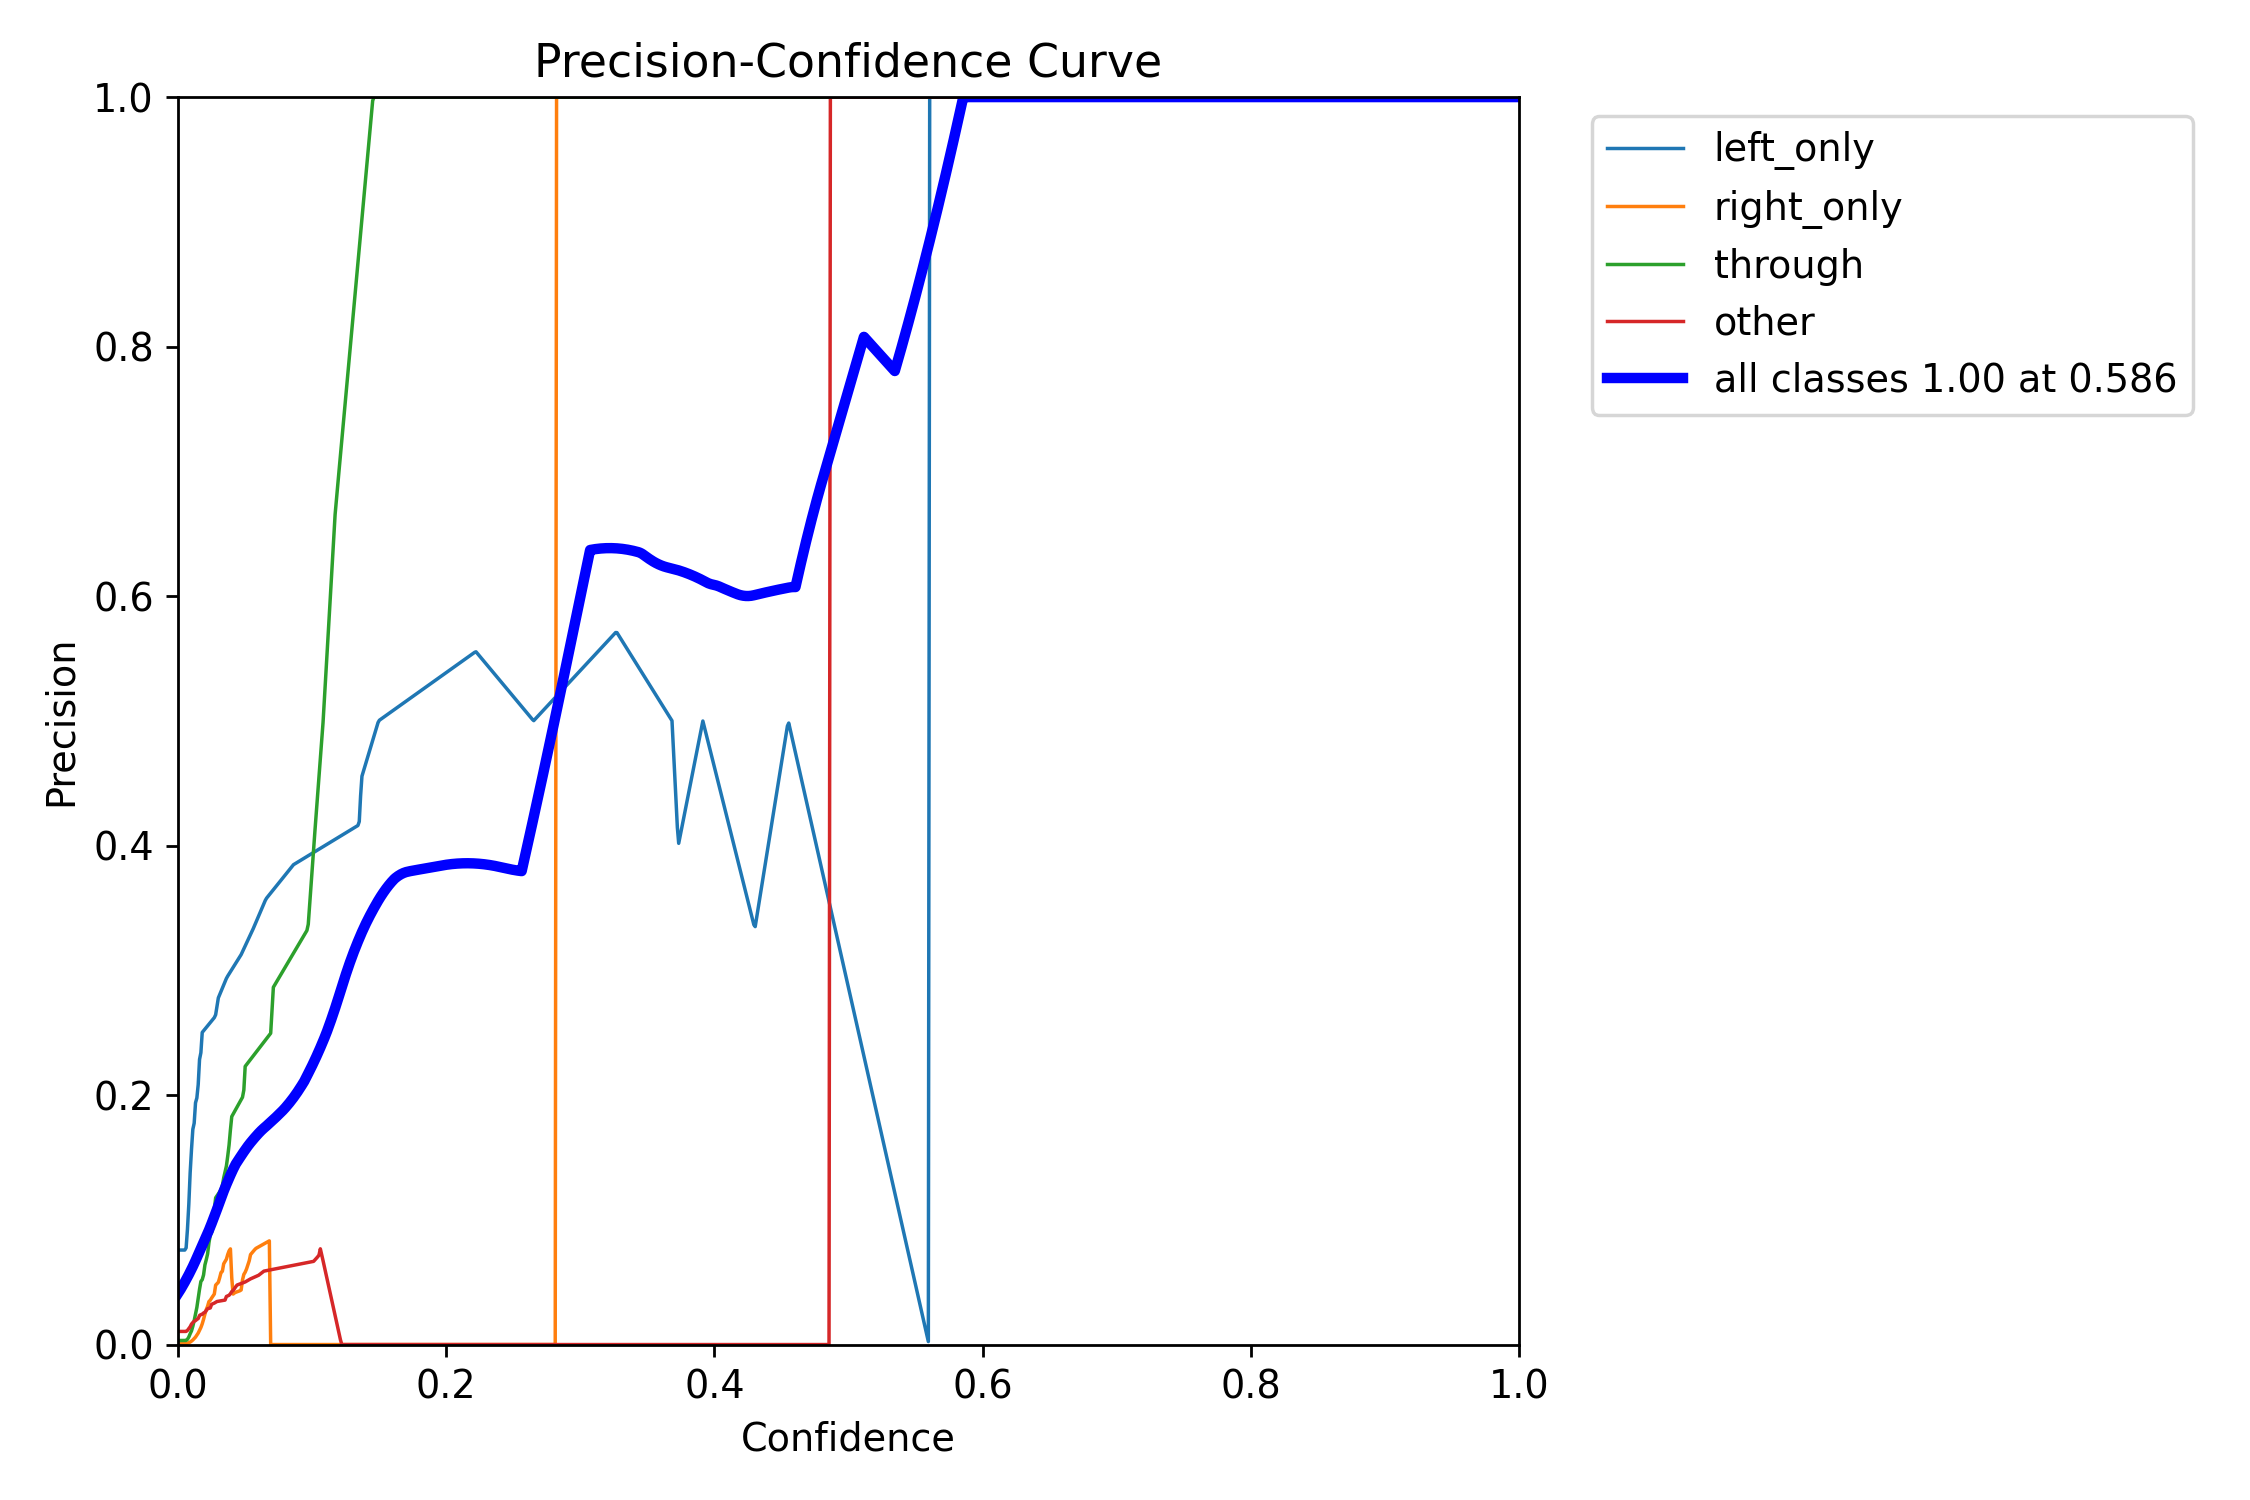 Precision-Confidence Curve
1.0
0.8
0.6
0.4
0.2
0.0
Precision
0.0 0.2 0.4 0.6 0.8 1.0
Confidence
left_only
right_only
through
other
all classes 1.00 at 0.586